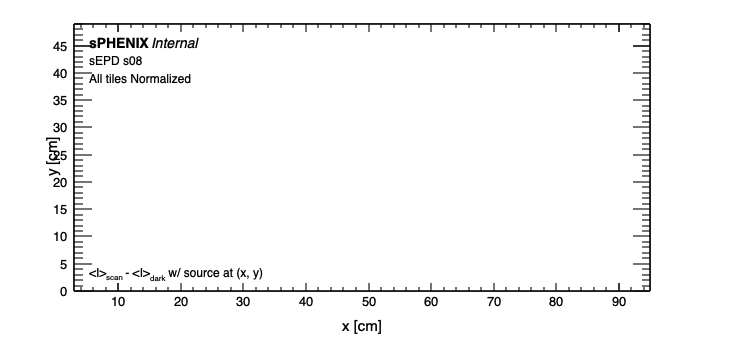 45
sPHENIX Internal
sEPD s08
40
All tiles Normalized
35
30
25
y [cm]
20
15
10
5
<I>scan - <I>dark w/ source at (x, y)
0
10 20 30 40 50 60 70 80 90
x [cm]